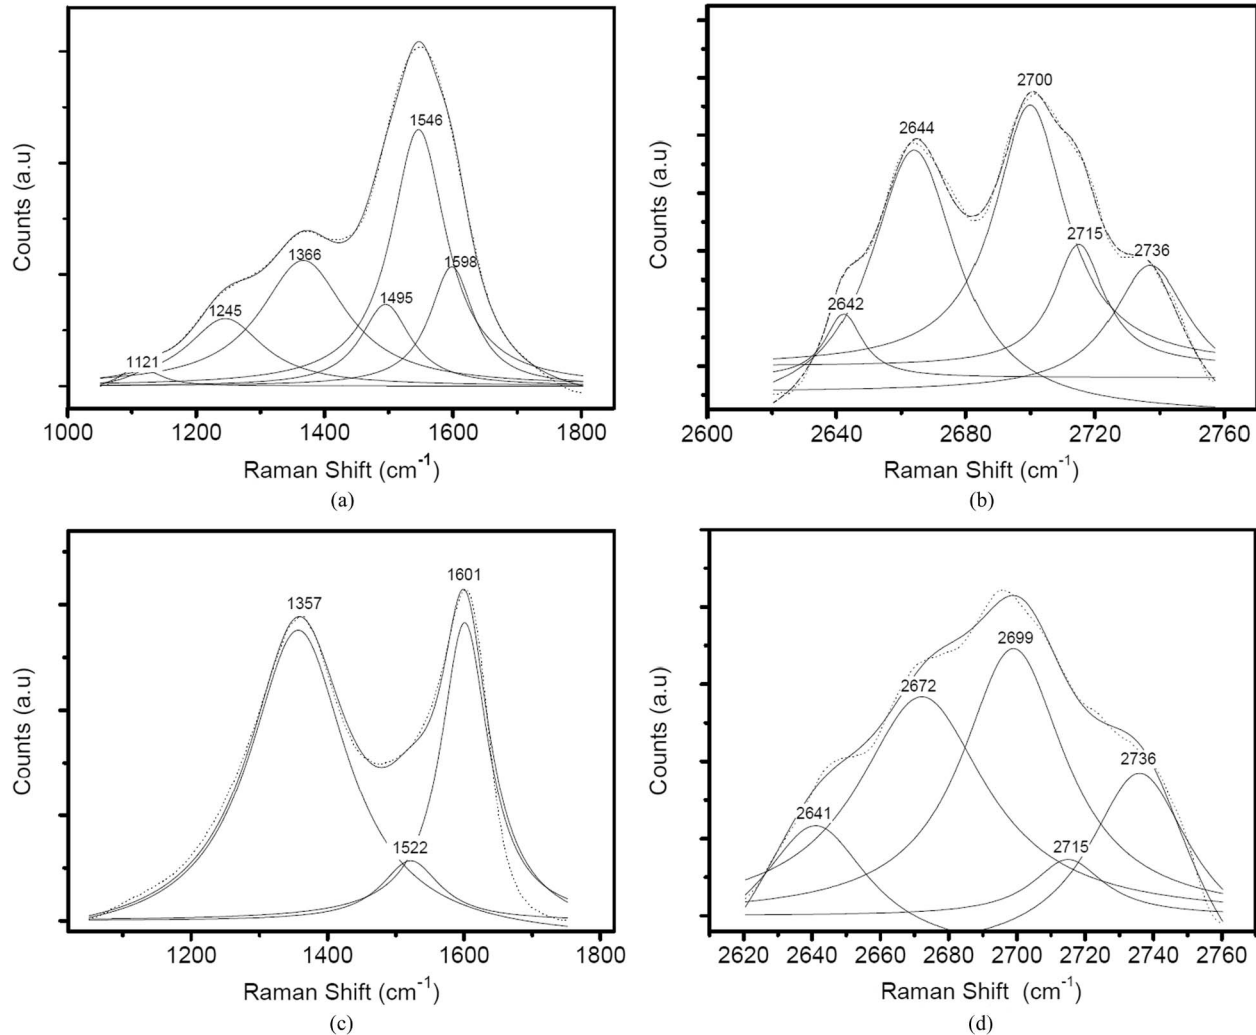 1546
1366
1598
1495
1245
1121
Counts (a.u)
1000 1200 1400 1600 1800
Raman Shift (cm-1)
(a)
2700
2644
2715
2736
2642
Counts (a.u)
2600 2640 2680 2720 2760
Raman Shift (cm-1)
(b)
1601
1357
1522
Counts (a.u)
1200 1400 1600 1800
Raman Shift (cm-1)
(c)
2699
2672
2736
2641
2715
Counts (a.u)
2620 2640 2660 2680 2700 2720 2740 2760
Raman Shift (cm-1)
(d)